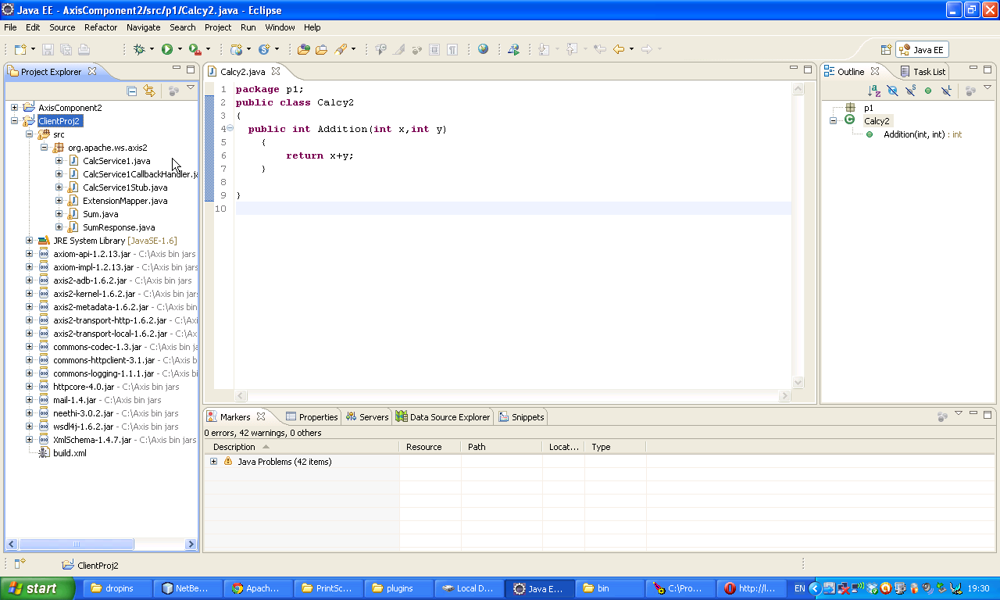 Java EE - AxisComponent2/src/p1/Calcy2.java - Eclipse
File Edit Source Refactor Navigate Search Project Run Window Help
Java EE
Project Explorer
AxisComponent2
ClientProj2
src
org.apache.ws.axis2
CalcService1.java
CalcService1CallbackHandler.ja
CalcService1Stub.java
ExtensionMapper.java
Sum.java
SumResponse.java
JRE System Library [JavaSE-1.6]
axiom-api-1.2.13.jar - C:\Axis bin jars
axiom-impl-1.2.13.jar - C:\Axis bin jars
axis2-adb-1.6.2.jar - C:\Axis bin jars
axis2-kernel-1.6.2.jar - C:\Axis bin jars
axis2-metadata-1.6.2.jar - C:\Axis bin jars
axis2-transport-http-1.6.2.jar - C:\Axi
axis2-transport-local-1.6.2.jar - C:\Axi
commons-codec-1.3.jar - C:\Axis bin ja
commons-httpclient-3.1.jar - C:\Axis bi
commons-logging-1.1.1.jar - C:\Axis bi
httpcore-4.0.jar - C:\Axis bin jars
mail-1.4.jar - C:\Axis bin jars
neethi-3.0.2.jar - C:\Axis bin jars
wsdl4j-1.6.2.jar - C:\Axis bin jars
XmlSchema-1.4.7.jar - C:\Axis bin jars
build.xml
Calcy2.java
1 package p1;
2 public class Calcy2
3 {
4 public int Addition(int x,int y)
5 {
6 return x+y;
7 }
8
9 }
10
Outline Task List
p1
Calcy2
Addition(int, int) : int
Markers Properties Servers Data Source Explorer Snippets
0 errors, 42 warnings, 0 others
Description Resource Path Locat... Type
Java Problems (42 items)
ClientProj2
start dropins NetBe... Apach... PrintSc... plugins Local D... Java E... bin C:\Pro... http://l... EN 19:30